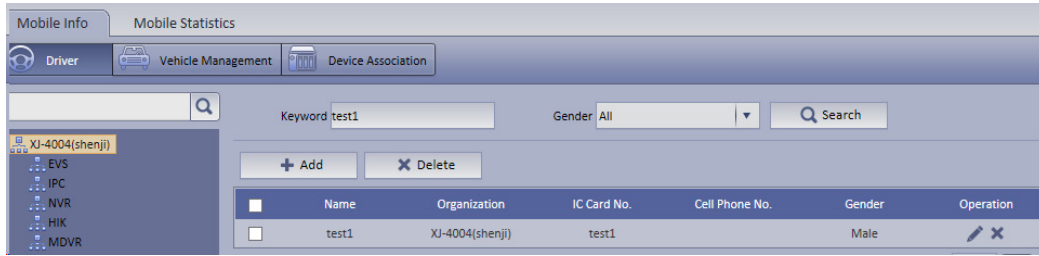 Mobile Info Mobile Statistics
Driver Vehicle Management Device Association
Keyword test1 Gender All Search
XJ-4004(shenji)
EVS
IPC
NVR
HIK
MDVR
Add Delete
Name Organization IC Card No. Cell Phone No. Gender Operation
test1 XJ-4004(shenji) test1 Male